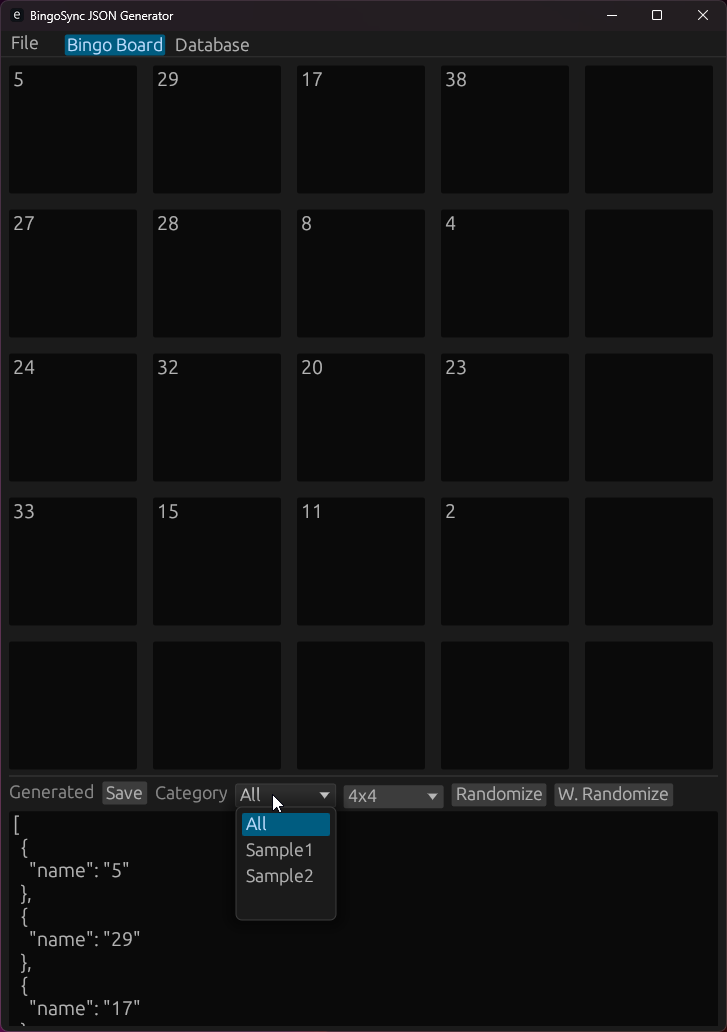 e BingoSync JSON Generator
File Bingo Board Database
5 29 17 38
27 28 8 4
24 32 20 23
33 15 11 2
Generated Save Category All 4x4 Randomize W. Randomize
All
Sample1
Sample2
[
{
"name": "5"
},
{
"name": "29"
},
{
"name": "17"